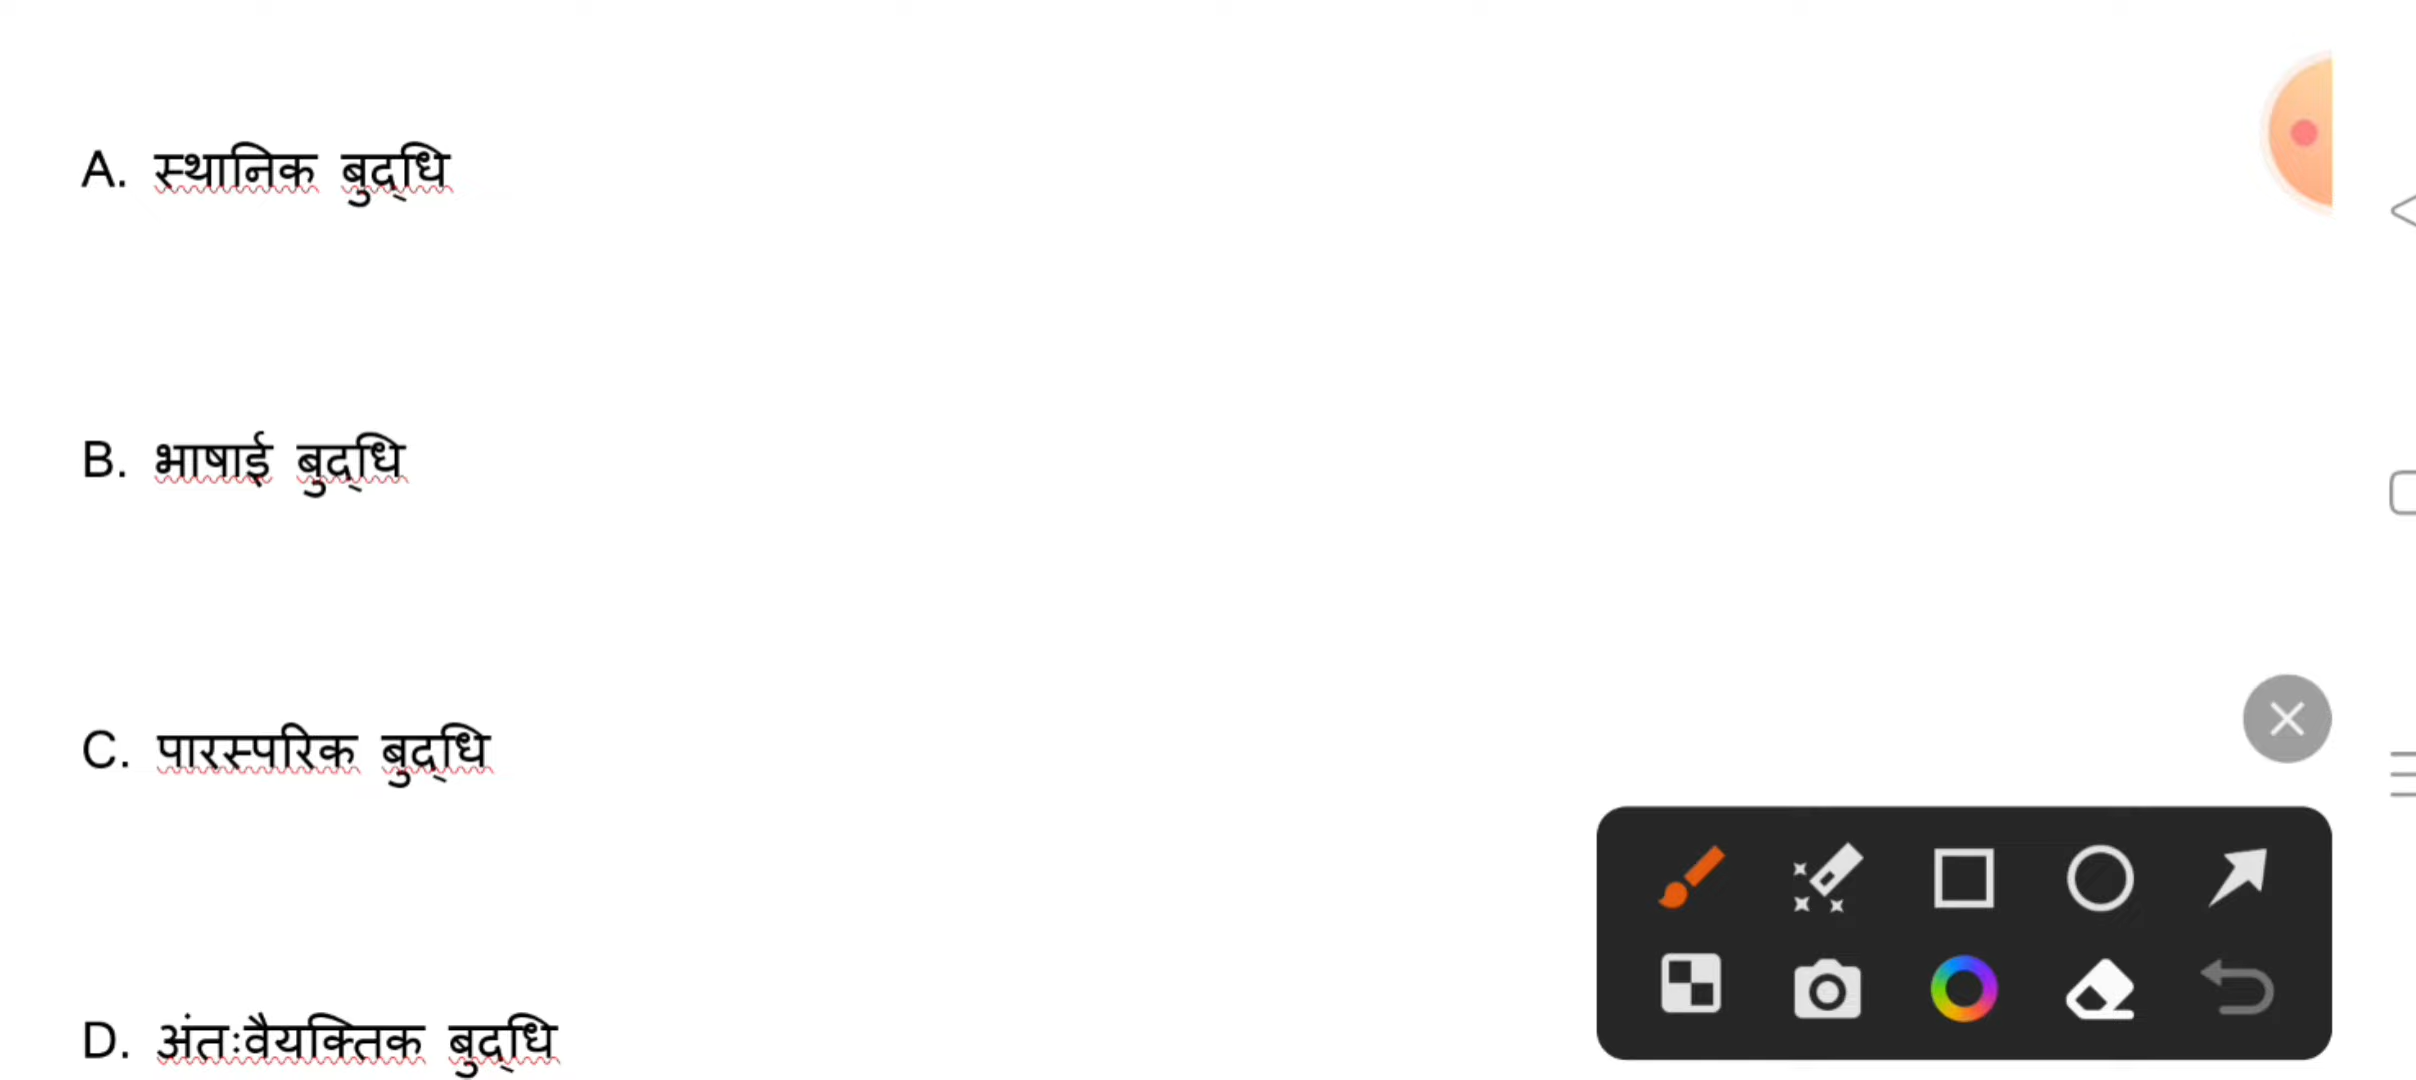 A. स्थानिक बुद्धि
B. भाषाई बुद्धि
C. पारस्परिक बुद्धि
D. अंतःवैयक्तिक बुद्धि